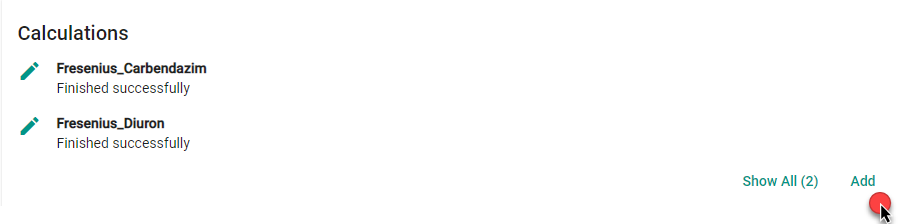 Calculations
Fresenius_Carbendazim
Finished successfully
Fresenius_Diuron
Finished successfully
Show All (2) Add